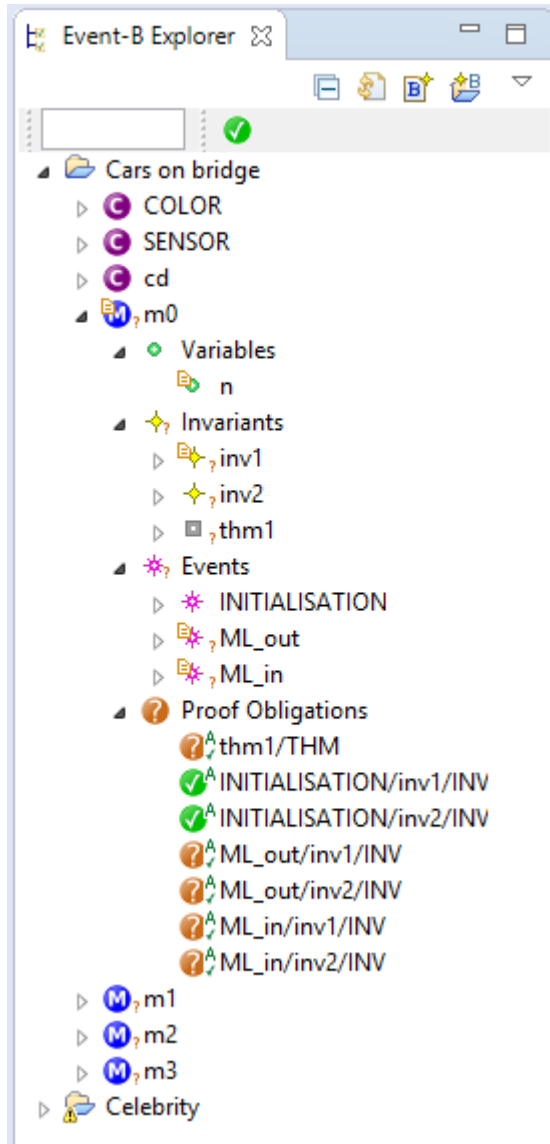 Event-B Explorer
Cars on bridge
COLOR
SENSOR
cd
m0
Variables
n
Invariants
inv1
inv2
thm1
Events
INITIALISATION
ML_out
ML_in
Proof Obligations
thm1/THM
INITIALISATION/inv1/INV
INITIALISATION/inv2/INV
ML_out/inv1/INV
ML_out/inv2/INV
ML_in/inv1/INV
ML_in/inv2/INV
m1
m2
m3
Celebrity